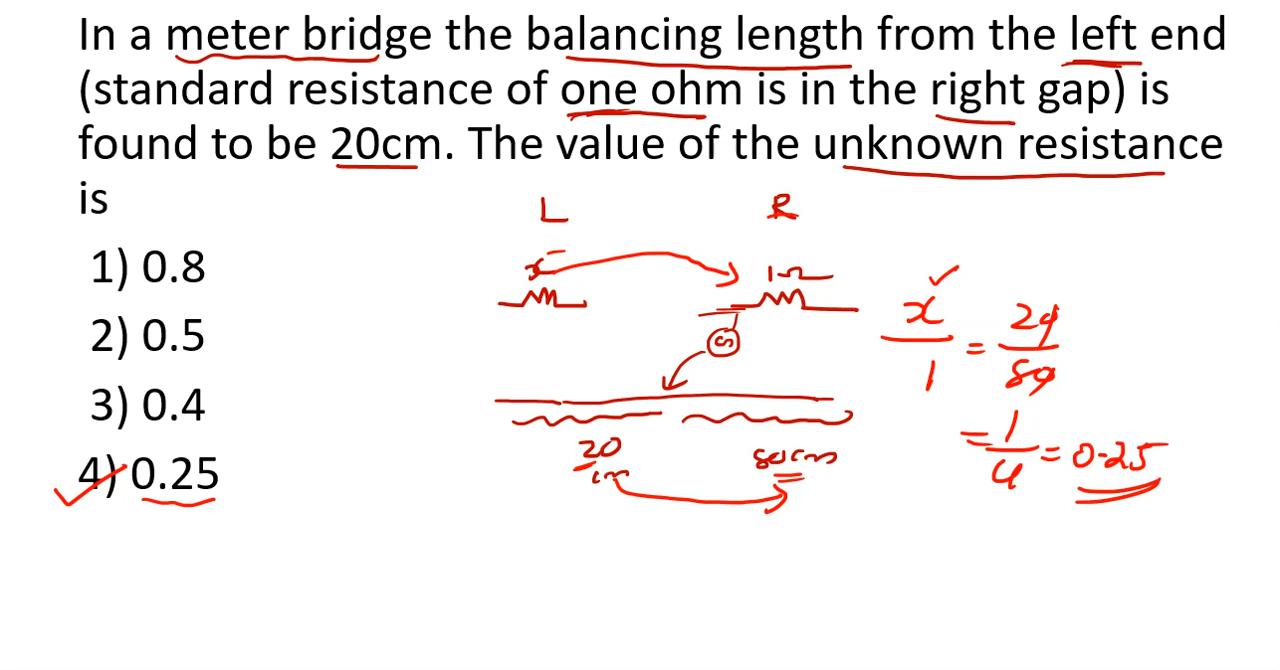 In a meter bridge the balancing length from the left end
(standard resistance of one ohm is in the right gap) is
found to be 20cm. The value of the unknown resistance
is
L R
1) 0.8
x 1Ω
2) 0.5
G
x/1 = 20/80
3) 0.4
20 cm 80cm
= 1/4 = 0.25
4) 0.25